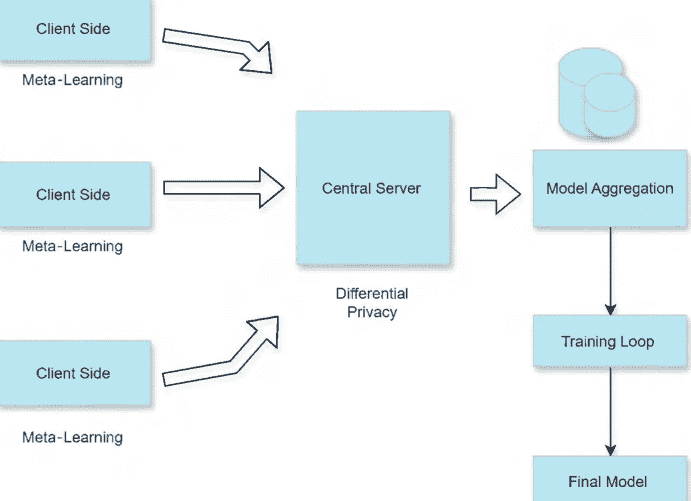 Client Side
Meta-Learning
Client Side
Meta-Learning
Client Side
Meta-Learning
Central Server
Differential
Privacy
Model Aggregation
Training Loop
Final Model